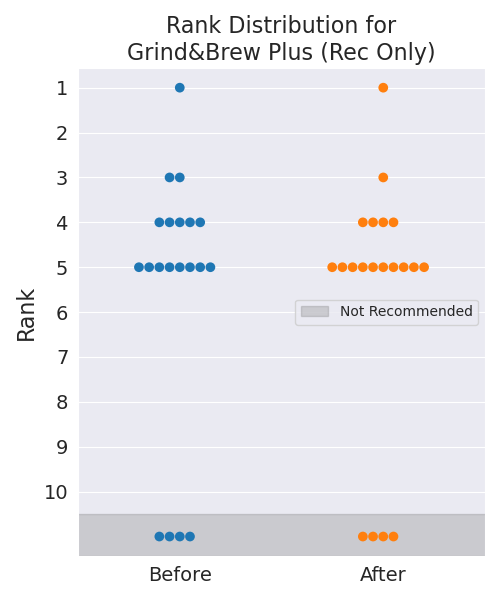 Rank Distribution for
Grind&Brew Plus (Rec Only)
Rank
1
2
3
4
5
6
7
8
9
10
Not Recommended
Before
After